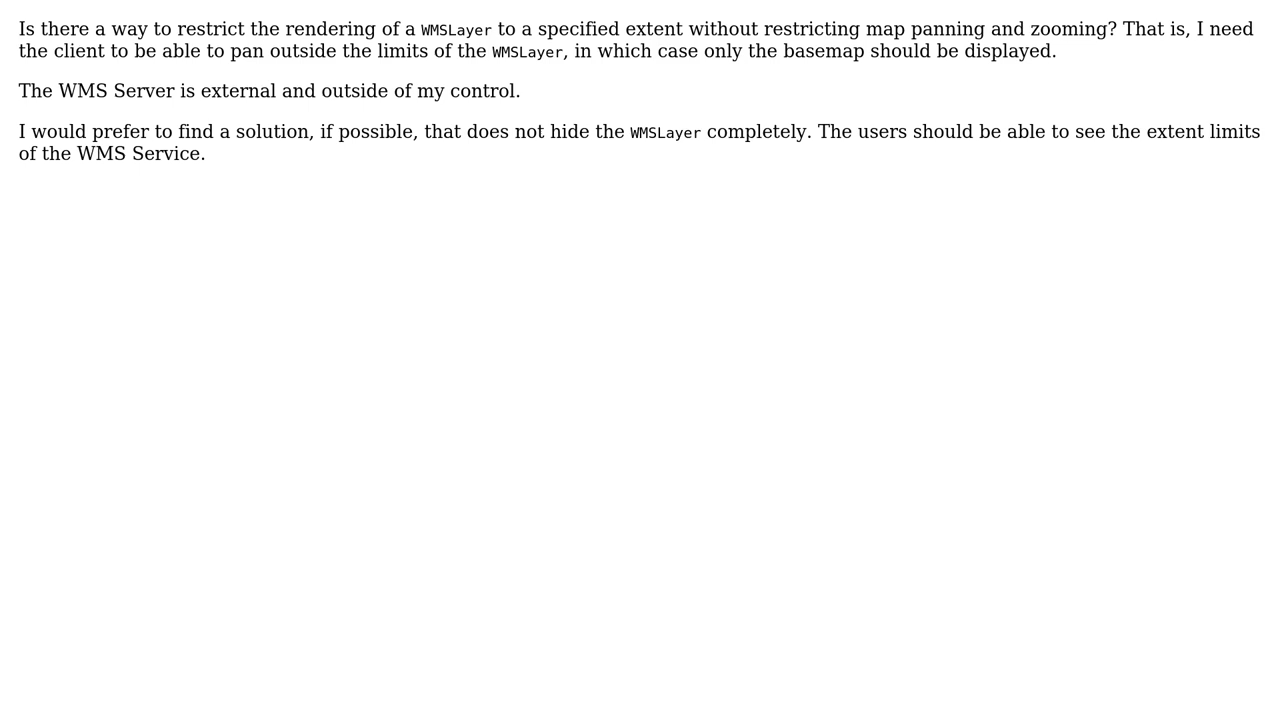 Is there a way to restrict the rendering of a WMSLayer to a specified extent without restricting map panning and zooming? That is, I need
the client to be able to pan outside the limits of the WMSLayer, in which case only the basemap should be displayed.
The WMS Server is external and outside of my control.
I would prefer to find a solution, if possible, that does not hide the WMSLayer completely. The users should be able to see the extent limits
of the WMS Service.